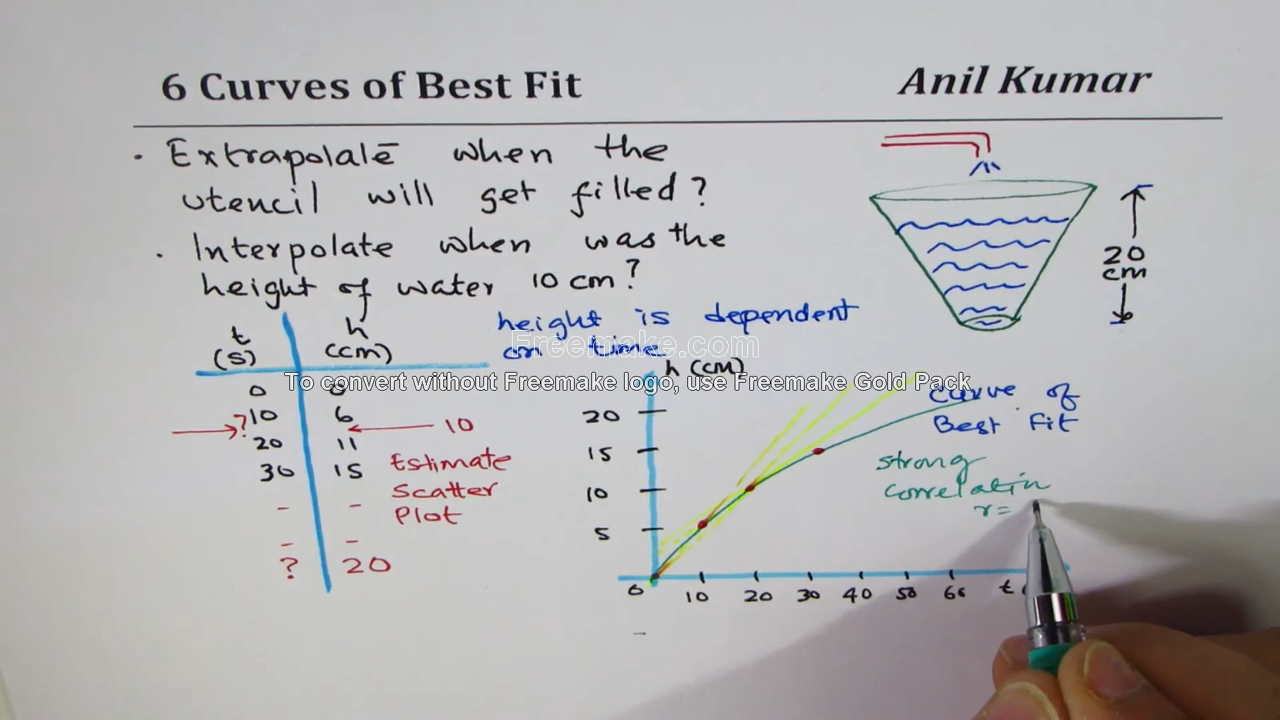 6 Curves of Best Fit
Anil Kumar
• Extrapolate when the
utencil will get filled?
• Interpolate when was the
height of water 10 cm?
20
cm
height is dependent
on time
t
(s)
h
(cm)
0 0
10 6
20 11
30 15
- -
- -
? 20
? 10
Estimate
Scatter
Plot
h (cm)
20
15
10
5
0 10 20 30 40 50 60 t
Curve of
Best Fit
strong
correlatin
r=
Freemake.com
To convert without Freemake logo, use Freemake Gold Pack